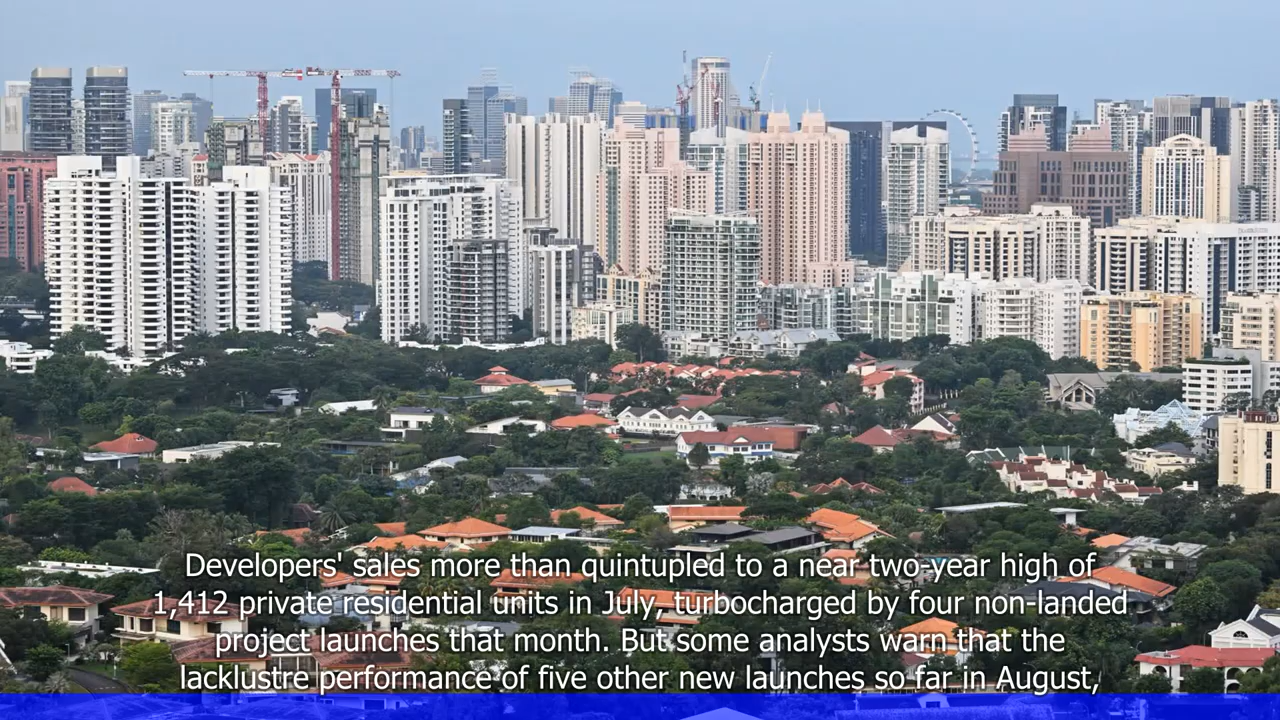 Developers' sales more than quintupled to a near two-year high of
1,412 private residential units in July, turbocharged by four non-landed
project launches that month. But some analysts warn that the
lacklustre performance of five other new launches so far in August,